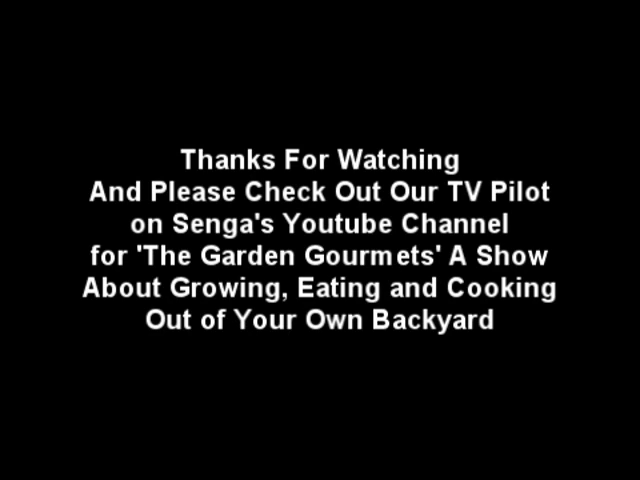 Thanks For Watching
And Please Check Out Our TV Pilot
on Senga's Youtube Channel
for 'The Garden Gourmets' A Show
About Growing, Eating and Cooking
Out of Your Own Backyard